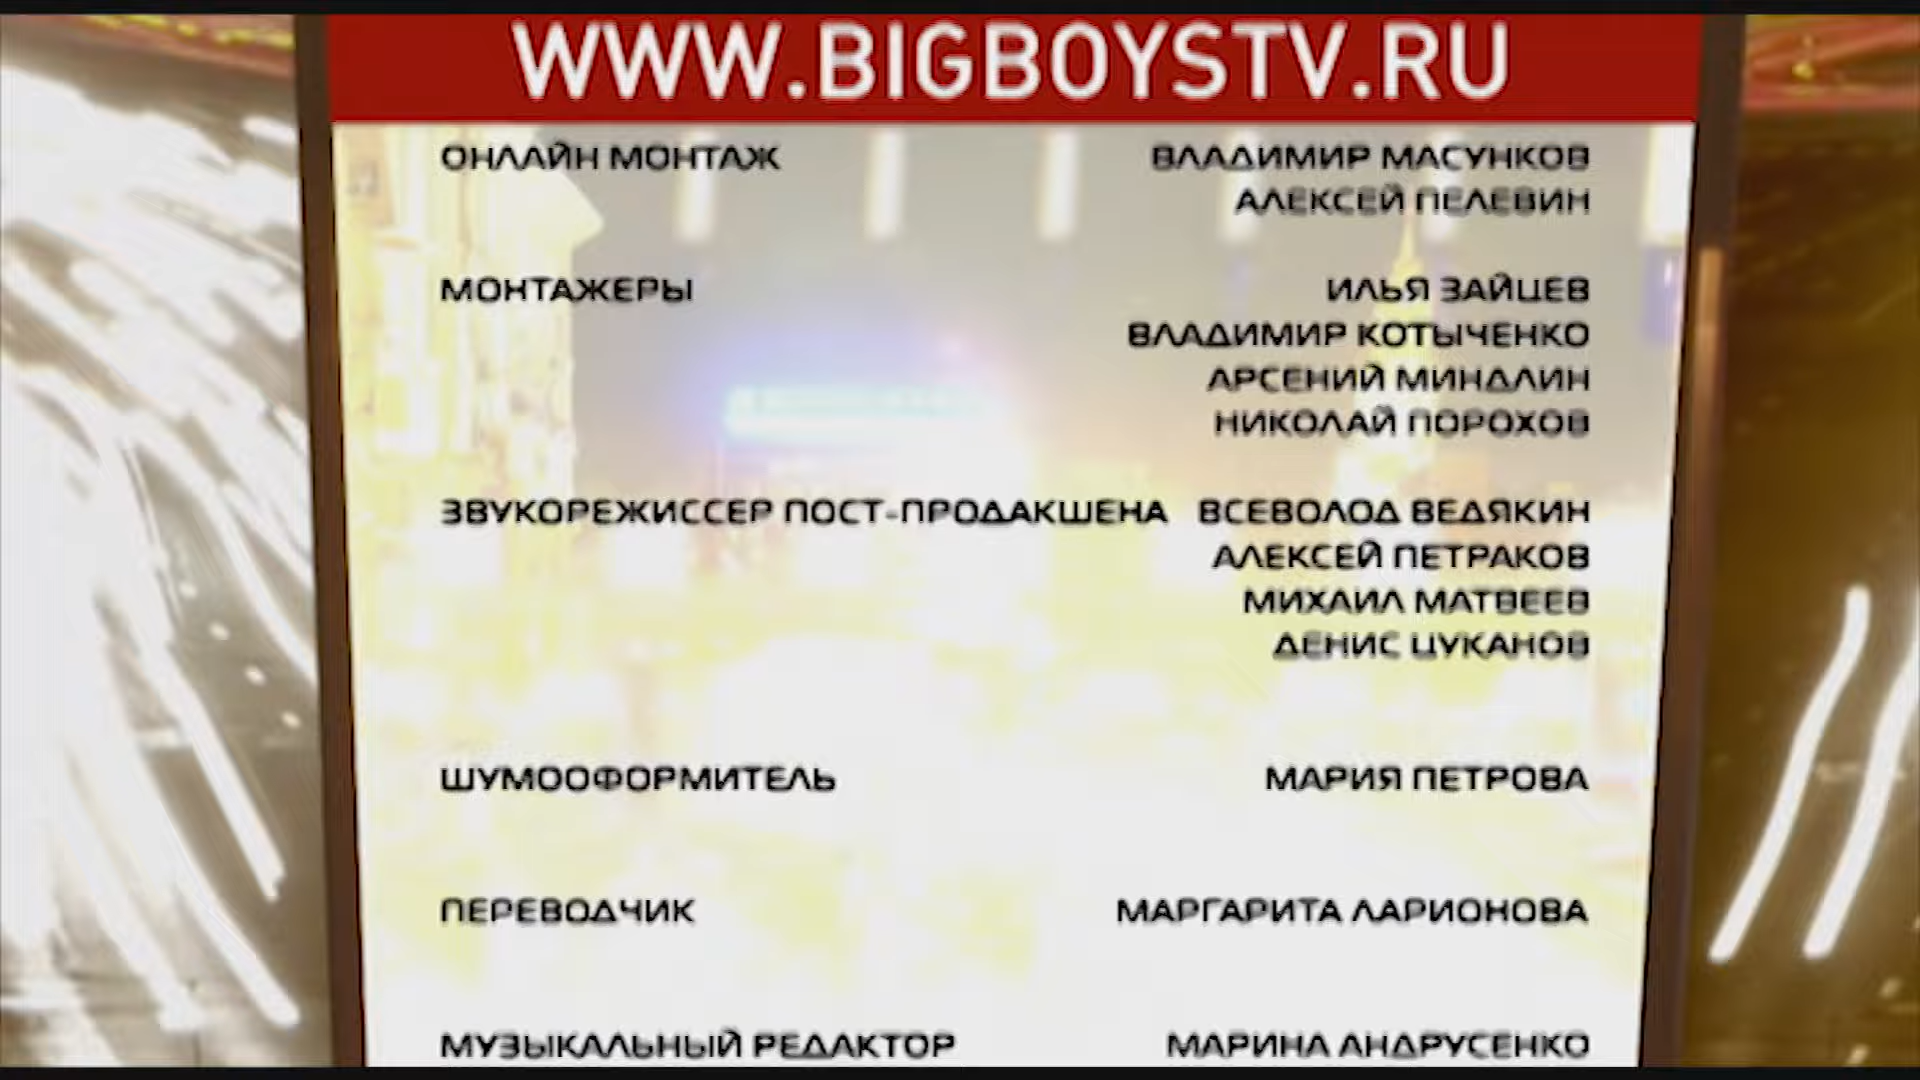 WWW.BIGBOYSTV.RU
ОНЛАЙН МОНТАЖ ВЛАДИМИР МАСУНКОВ
АЛЕКСЕЙ ПЕЛЕВИН
МОНТАЖЕРЫ ИЛЬЯ ЗАЙЦЕВ
ВЛАДИМИР КОТЫЧЕНКО
АРСЕНИЙ МИНДЛИН
НИКОЛАЙ ПОРОХОВ
ЗВУКОРЕЖИССЕР ПОСТ-ПРОДАКШЕНА ВСЕВОЛОД ВЕДЯКИН
АЛЕКСЕЙ ПЕТРАКОВ
МИХАИЛ МАТВЕЕВ
ДЕНИС ЦУКАНОВ
ШУМООФОРМИТЕЛЬ МАРИЯ ПЕТРОВА
ПЕРЕВОДЧИК МАРГАРИТА ЛАРИОНОВА
МУЗЫКАЛЬНЫЙ РЕДАКТОР МАРИНА АНДРУСЕНКО